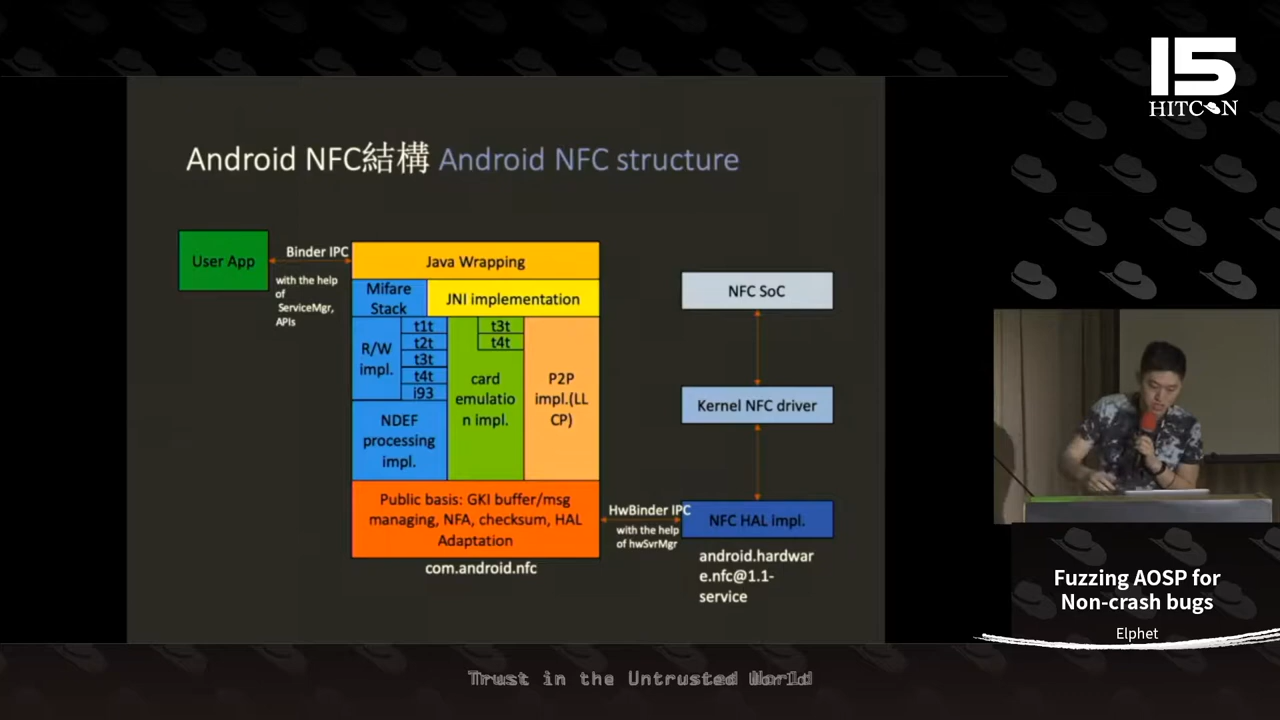 15
HITCON
Android NFC結構 Android NFC structure
User App
Binder IPC
with the help
of
ServiceMgr,
APIs
Java Wrapping
Mifare
Stack
JNI implementation
R/W
impl.
t1t
t2t
t3t
t4t
i93
NDEF
processing
impl.
t3t
t4t
card
emulatio
n impl.
P2P
impl.(LL
CP)
Public basis: GKI buffer/msg
managing, NFA, checksum, HAL
Adaptation
com.android.nfc
HwBinder IPC
with the help
of hwSvrMgr
NFC SoC
Kernel NFC driver
NFC HAL impl.
android.hardwar
e.nfc@1.1-
service
Fuzzing AOSP for
Non-crash bugs
Elphet
Trust in the Untrusted World